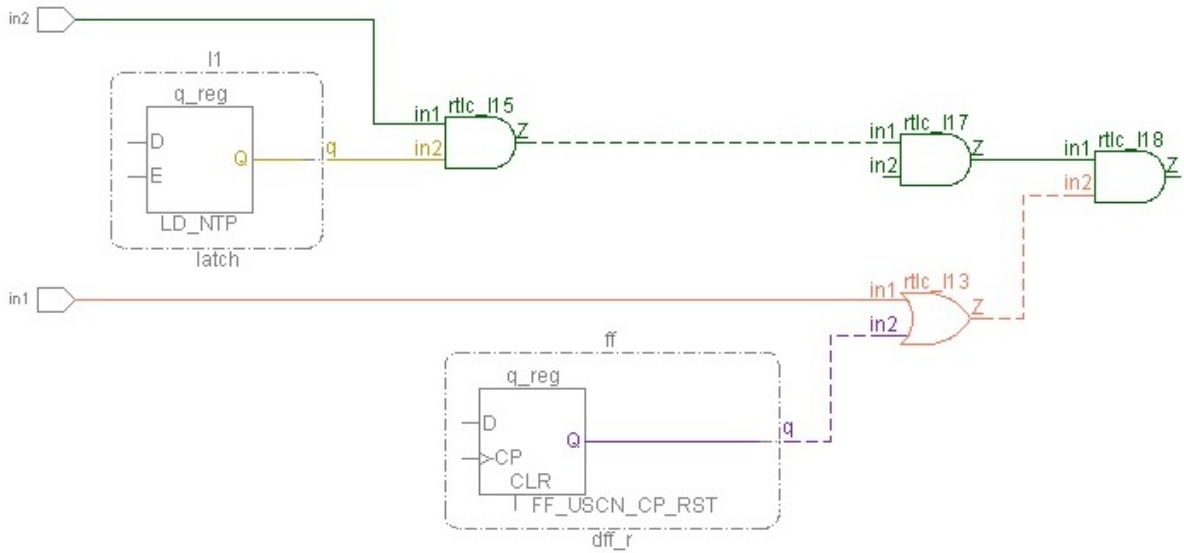 in2
l1
q_reg
D
E
Q
q
LD_NTP
latch
in1
in2
rtlc_I15
Z
in1
in2
rtlc_I17
Z
in1
in2
rtlc_I18
Z
in1
in1
in2
rtlc_I13
Z
ff
q_reg
D
CP
CLR
Q
q
FF_USCN_CP_RST
dff_r